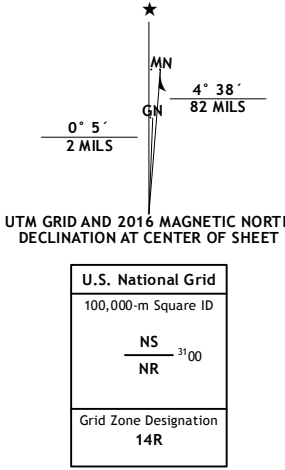 MN
GN
4° 38´
82 MILS
0° 5´
2 MILS
UTM GRID AND 2016 MAGNETIC NORTH
DECLINATION AT CENTER OF SHEET
U.S. National Grid
100,000-m Square ID
NS
3100
NR
Grid Zone Designation
14R